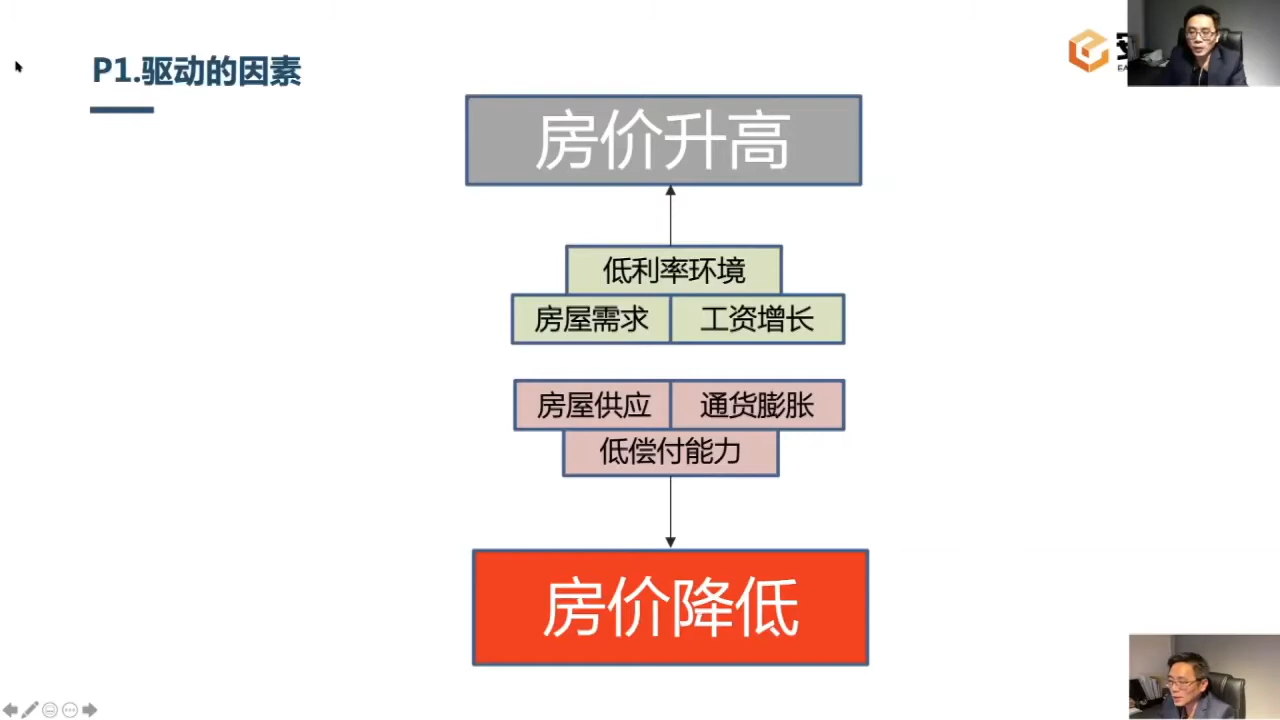 P1.驱动的因素
房价升高
低利率环境
房屋需求 工资增长
房屋供应 通货膨胀
低偿付能力
房价降低